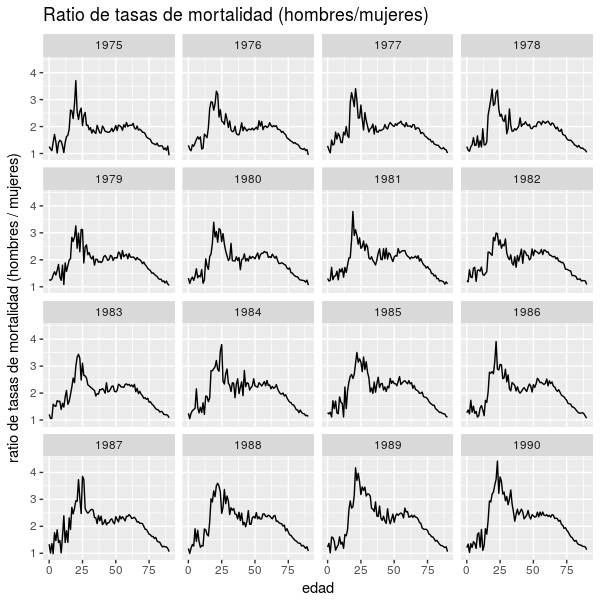 Ratio de tasas de mortalidad (hombres/mujeres)
1975 1976 1977 1978
4
3
2
1
1979 1980 1981 1982
4
3
2
1
1983 1984 1985 1986
4
3
2
1
1987 1988 1989 1990
4
3
2
1
0 25 50 75 0 25 50 75 0 25 50 75 0 25 50 75
edad
ratio de tasas de mortalidad (hombres / mujeres)